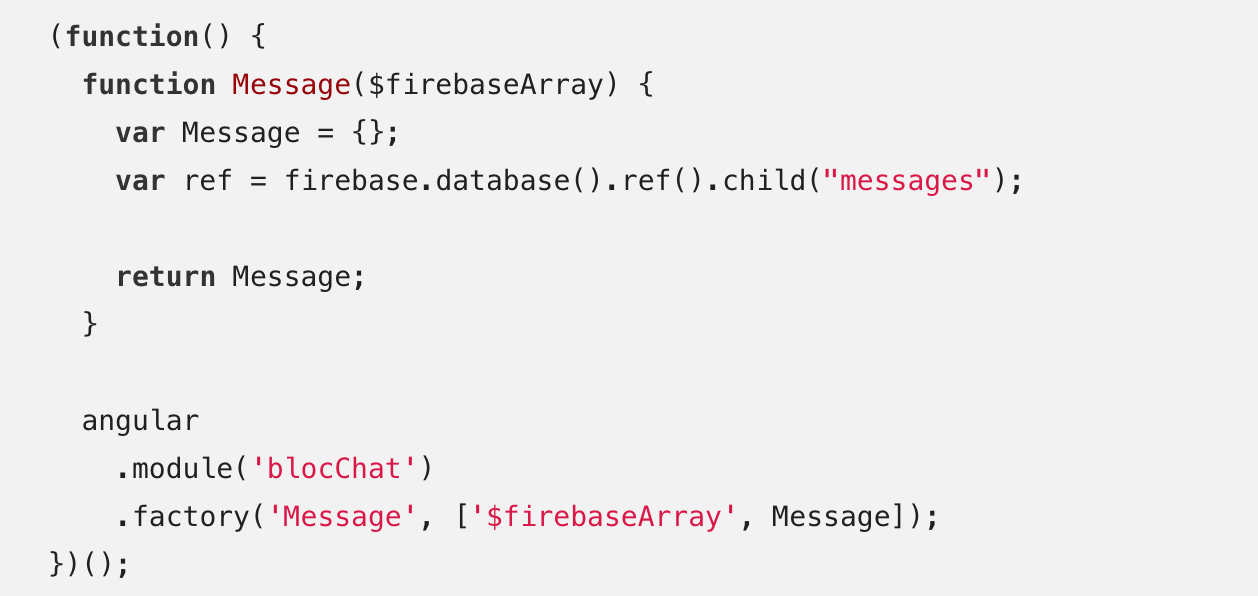 (function() {
  function Message($firebaseArray) {
    var Message = {};
    var ref = firebase.database().ref().child("messages");

    return Message;
  }

  angular
    .module('blocChat')
    .factory('Message', ['$firebaseArray', Message]);
})();